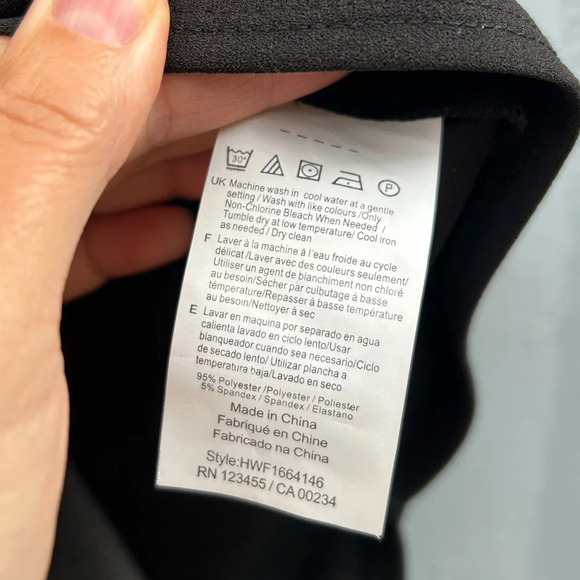 30°
P
UK Machine wash in cool water at a gentle
setting / Wash with like colours /Only
Non-Chlorine Bleach When Needed /
Tumble dry at low temperature/ Cool iron
as needed / Dry clean
F Laver à la machine à l'eau froide au cycle
délicat /Laver avec des couleurs seulement/
Utiliser un agent de blanchiment non chloré
au besoin/Sécher par culbutage à basse
témpérature/Repasser à basse température
au besoin/Nettoyer à sec
E Lavar en maquina por separado en agua
calienta lavado en ciclo lento/Usar
blanqueador cuando sea necesario/Ciclo
de secado lento/ Utilizar plancha a
temperatura baja/Lavado en seco
95% Polyester /Polyester / Poliester
5% Spandex / Spandex / Elastano
Made in China
Fabriqué en Chine
Fabricado na China
Style:HWF1664146
RN 123455 / CA 00234